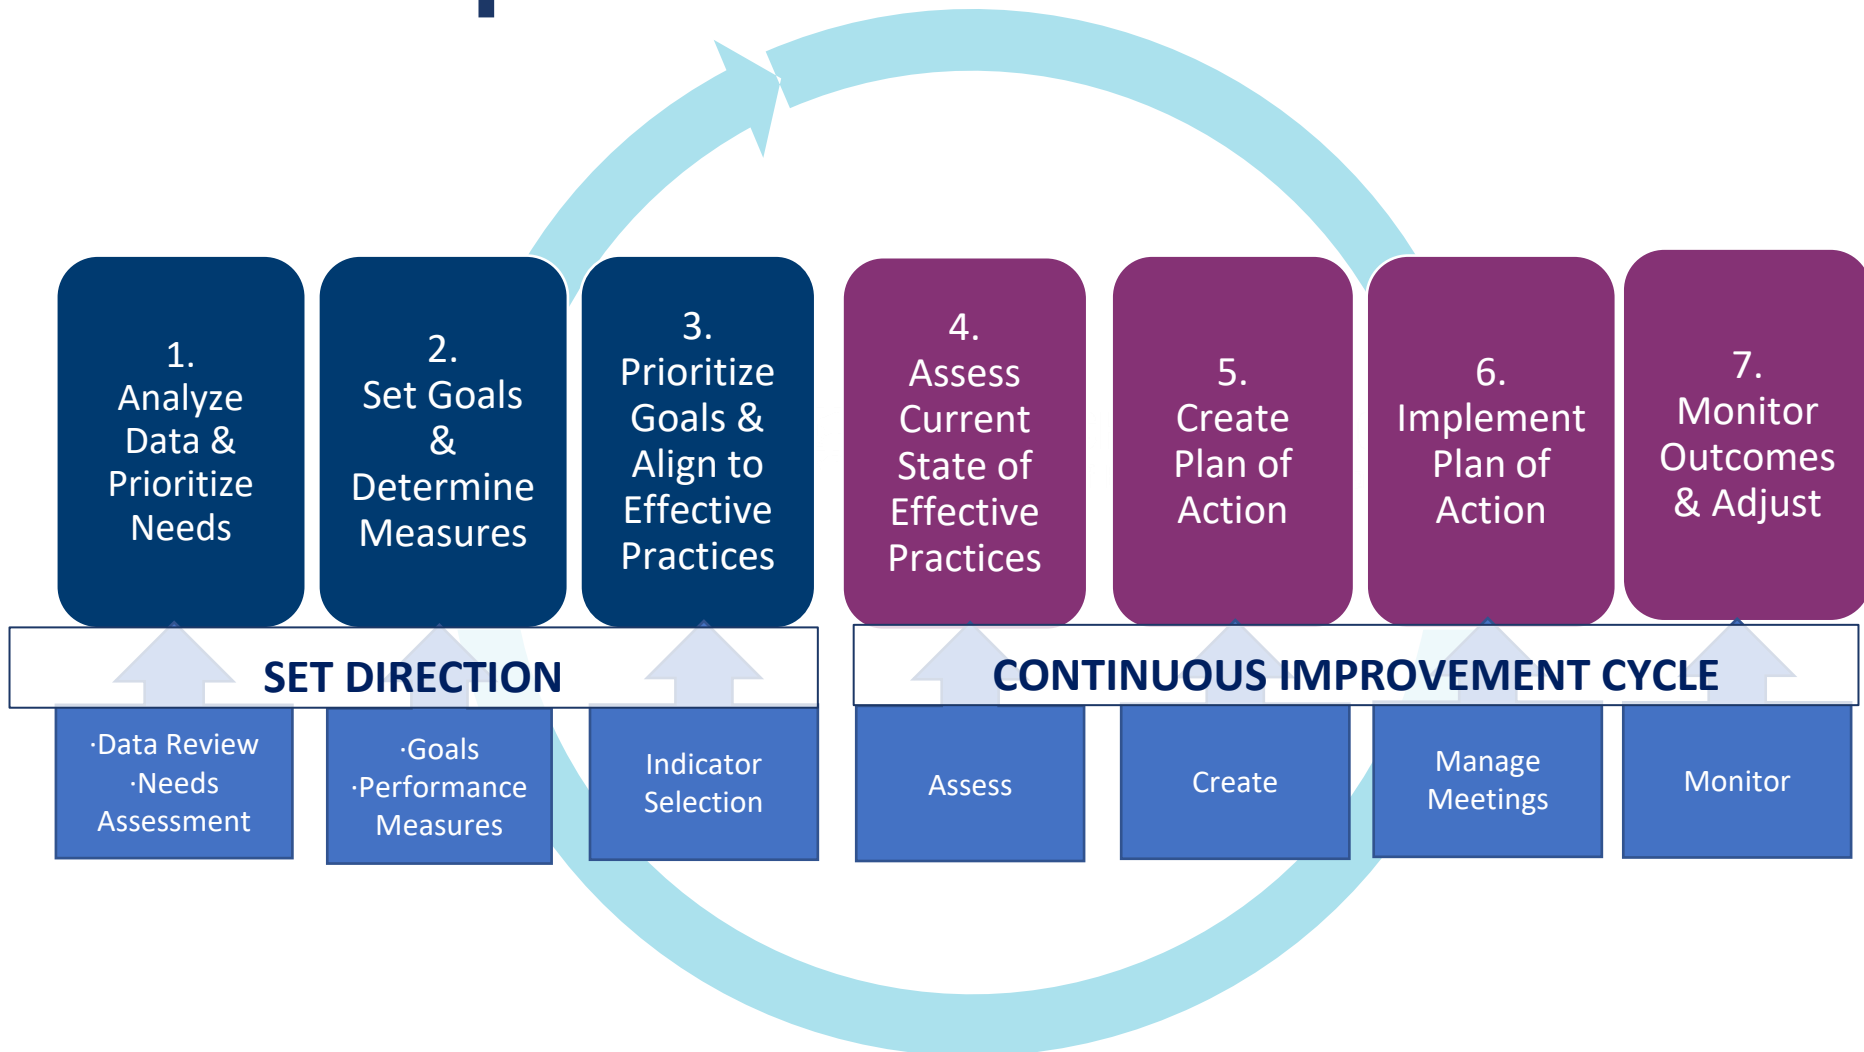 1.
Analyze
Data &
Prioritize
Needs
2.
Set Goals
&
Determine
Measures
3.
Prioritize
Goals &
Align to
Effective
Practices
4.
Assess
Current
State of
Effective
Practices
5.
Create
Plan of
Action
6.
Implement
Plan of
Action
7.
Monitor
Outcomes
& Adjust
SET DIRECTION
CONTINUOUS IMPROVEMENT CYCLE
·Data Review
·Needs
Assessment
·Goals
·Performance
Measures
Indicator
Selection
Assess
Create
Manage
Meetings
Monitor